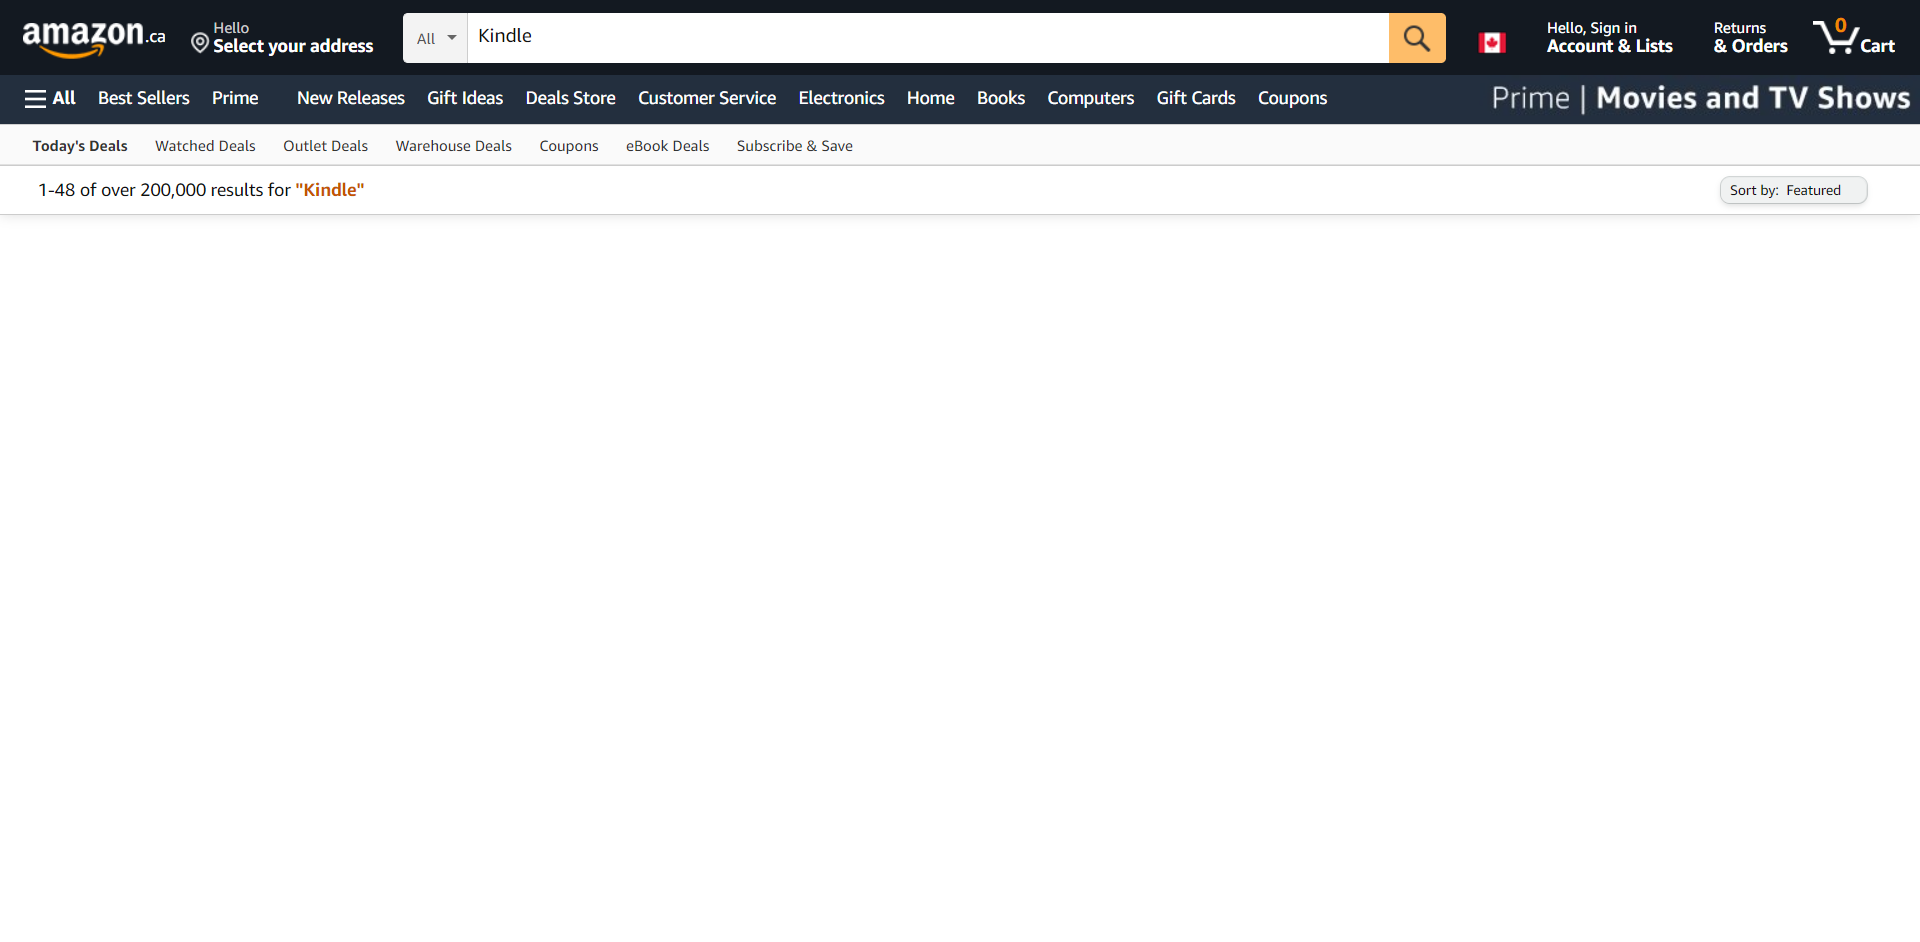 amazon.ca
Hello
Select your address
All
Kindle
Hello, Sign in
Account & Lists
Returns
& Orders
0
Cart
All
Best Sellers
Prime
New Releases
Gift Ideas
Deals Store
Customer Service
Electronics
Home
Books
Computers
Gift Cards
Coupons
Prime | Movies and TV Shows
Today's Deals
Watched Deals
Outlet Deals
Warehouse Deals
Coupons
eBook Deals
Subscribe & Save
1-48 of over 200,000 results for "Kindle"
Sort by: Featured